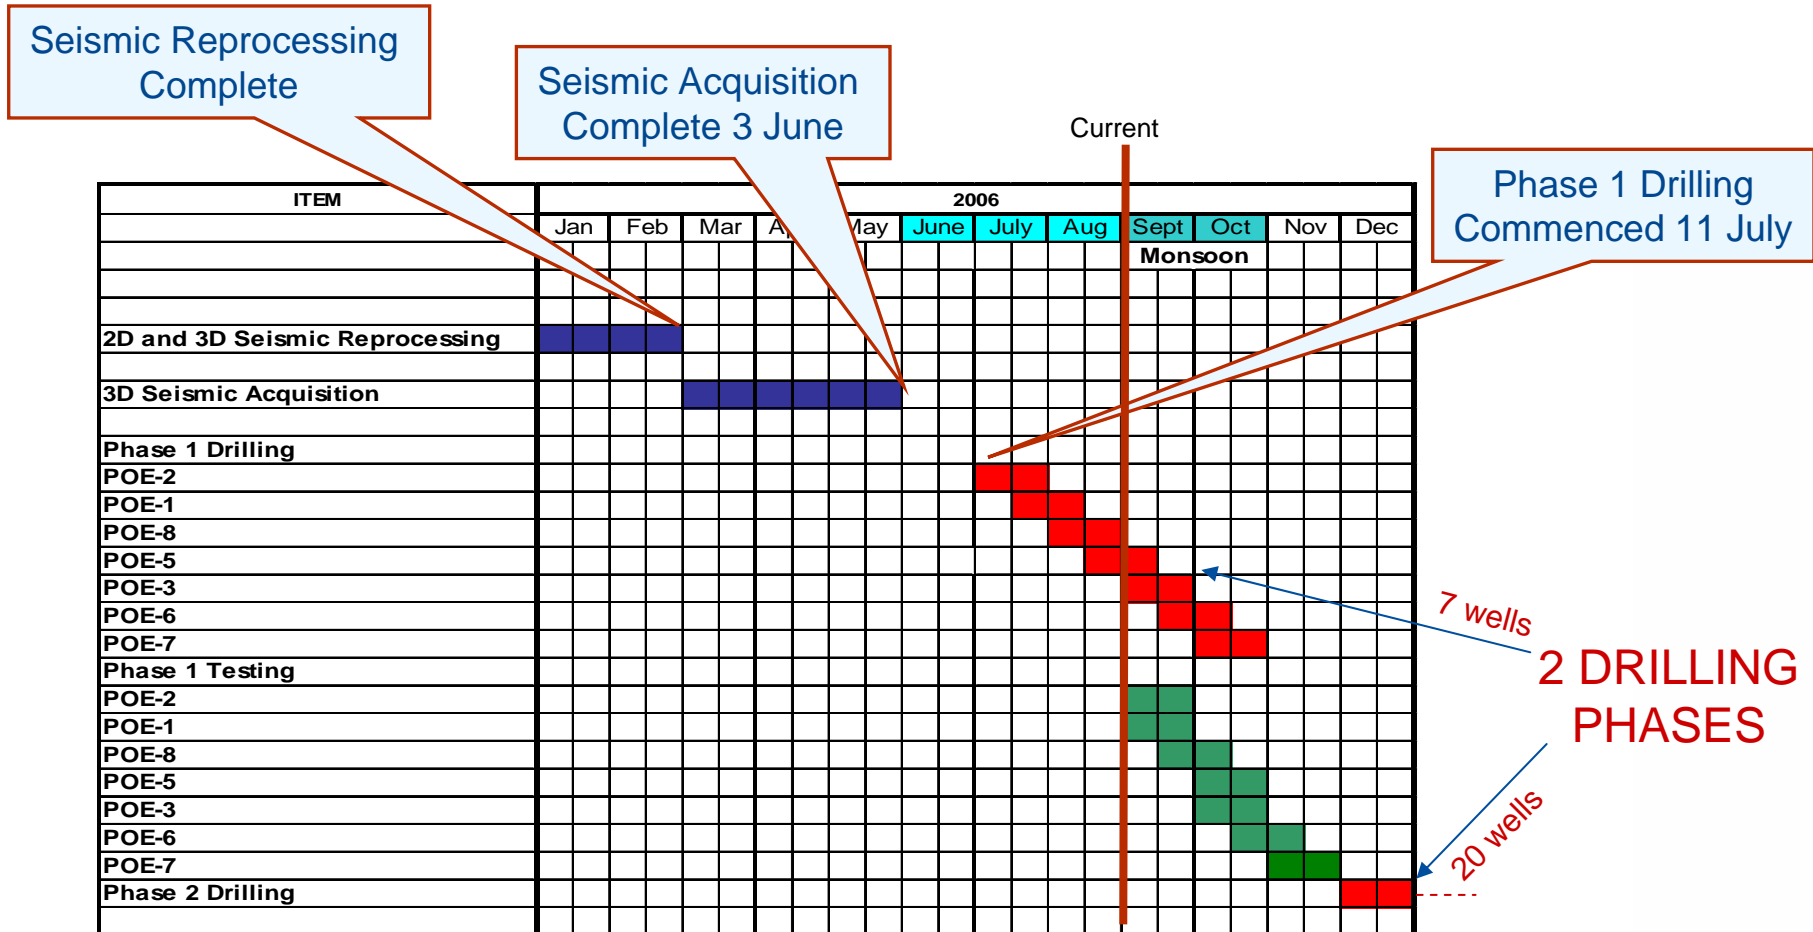 Seismic Reprocessing
Complete
Seismic Acquisition
Complete 3 June
Current
Phase 1 Drilling
Commenced 11 July
ITEM
2006
Jan Feb Mar May June July Aug Sept Oct Nov Dec
Monsoon
2D and 3D Seismic Reprocessing
3D Seismic Acquisition
Phase 1 Drilling
POE-2
POE-1
POE-8
POE-5
POE-3
POE-6
POE-7
Phase 1 Testing
POE-2
POE-1
POE-8
POE-5
POE-3
POE-6
POE-7
Phase 2 Drilling
7 wells
2 DRILLING
PHASES
20 wells